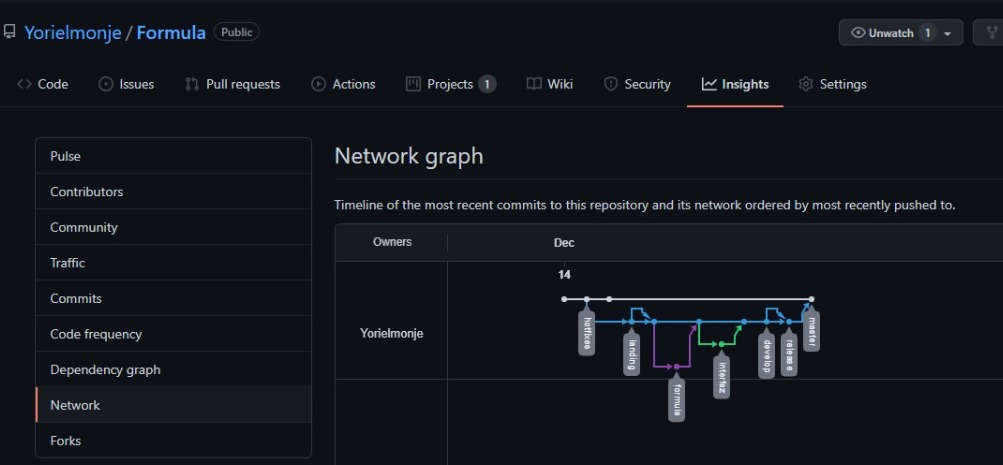 Yorielmonje / Formula Public
Unwatch 1
Code Issues Pull requests Actions Projects 1 Wiki Security Insights Settings
Pulse
Contributors
Community
Traffic
Commits
Code frequency
Dependency graph
Network
Forks
Network graph
Timeline of the most recent commits to this repository and its network ordered by most recently pushed to.
Owners Dec
14
Yorielmonje
hotfixes
landing
formula
interfaz
develop
release
master